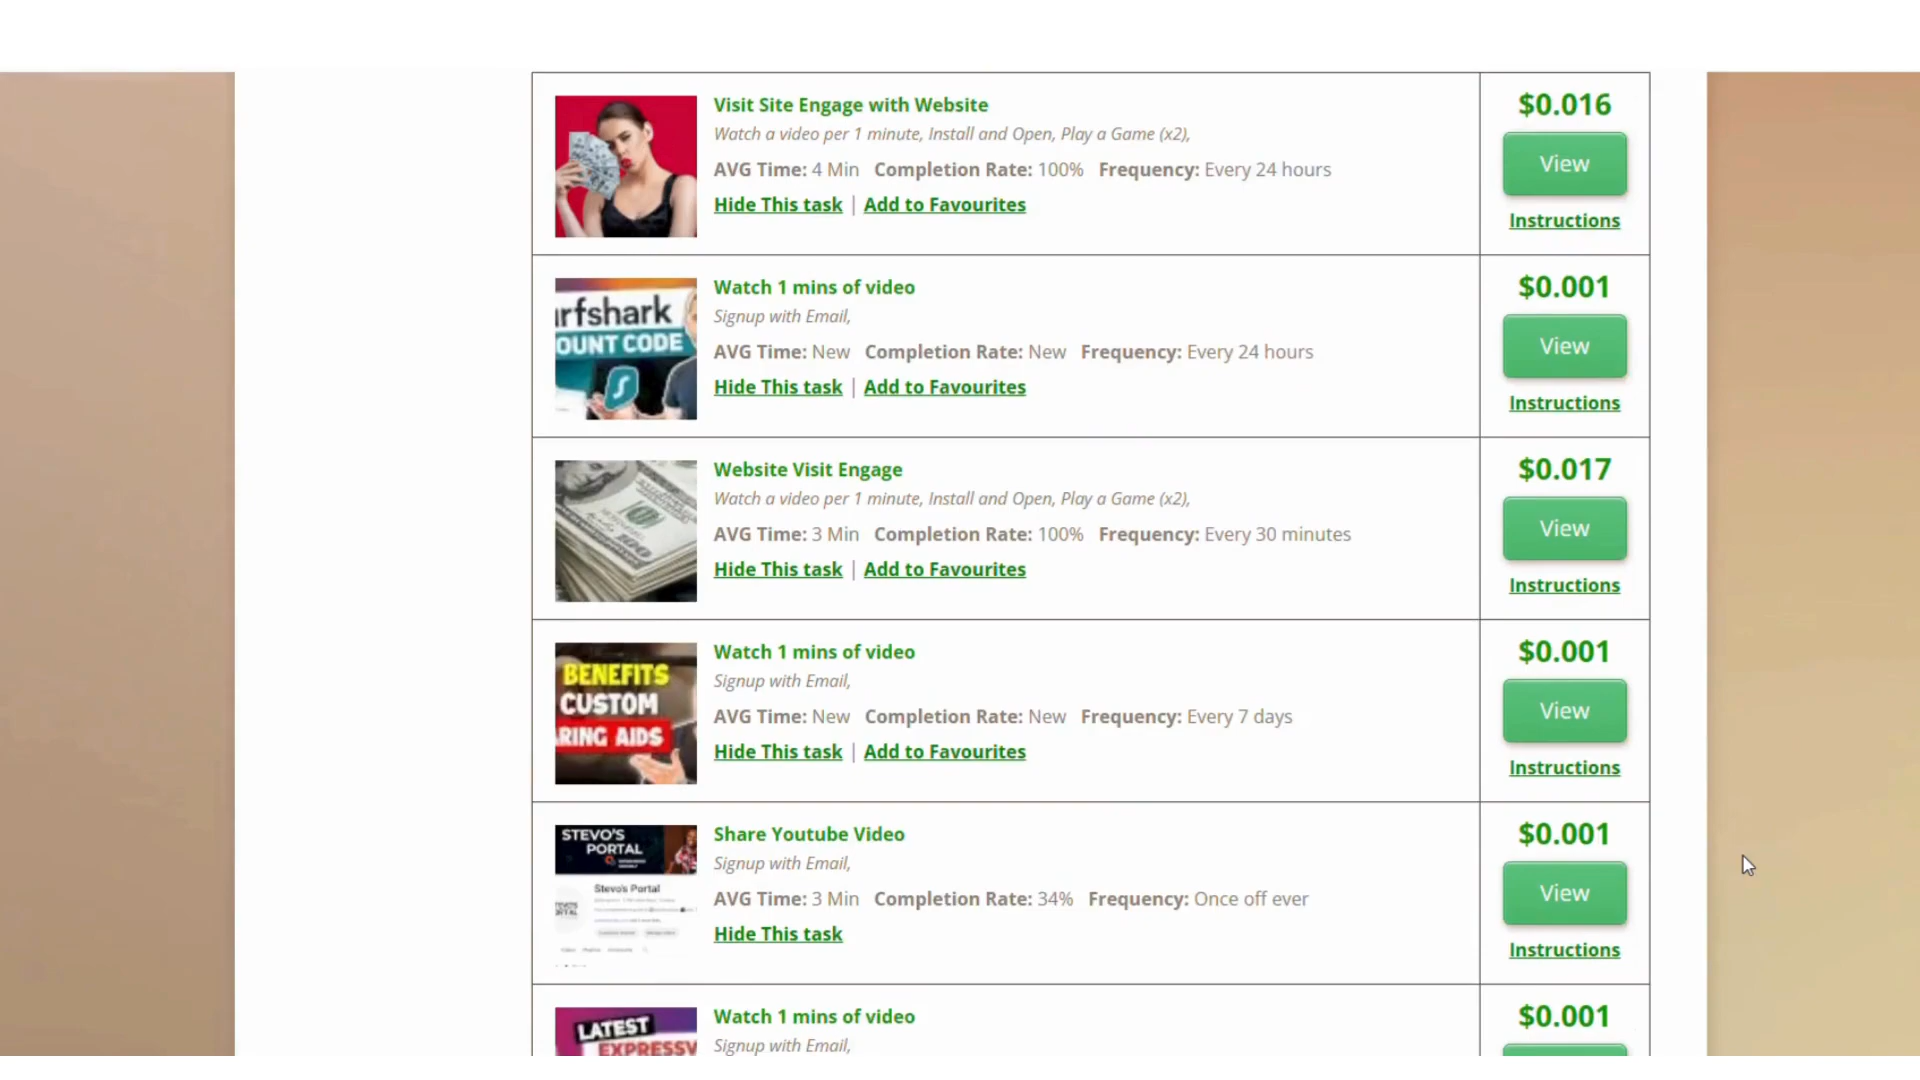 Visit Site Engage with Website
Watch a video per 1 minute, Install and Open, Play a Game (x2),
AVG Time: 4 Min Completion Rate: 100% Frequency: Every 24 hours
Hide This task | Add to Favourites
$0.016
View
Instructions
rfshark
OUNT CODE
Watch 1 mins of video
Signup with Email,
AVG Time: New Completion Rate: New Frequency: Every 24 hours
Hide This task | Add to Favourites
$0.001
View
Instructions
Website Visit Engage
Watch a video per 1 minute, Install and Open, Play a Game (x2),
AVG Time: 3 Min Completion Rate: 100% Frequency: Every 30 minutes
Hide This task | Add to Favourites
$0.017
View
Instructions
BENEFITS
CUSTOM
RING AIDS
Watch 1 mins of video
Signup with Email,
AVG Time: New Completion Rate: New Frequency: Every 7 days
Hide This task | Add to Favourites
$0.001
View
Instructions
STEVO'S
PORTAL
Stevo's Portal
Share Youtube Video
Signup with Email,
AVG Time: 3 Min Completion Rate: 34% Frequency: Once off ever
Hide This task
$0.001
View
Instructions
LATEST
EXPRESSV
Watch 1 mins of video
Signup with Email,
$0.001